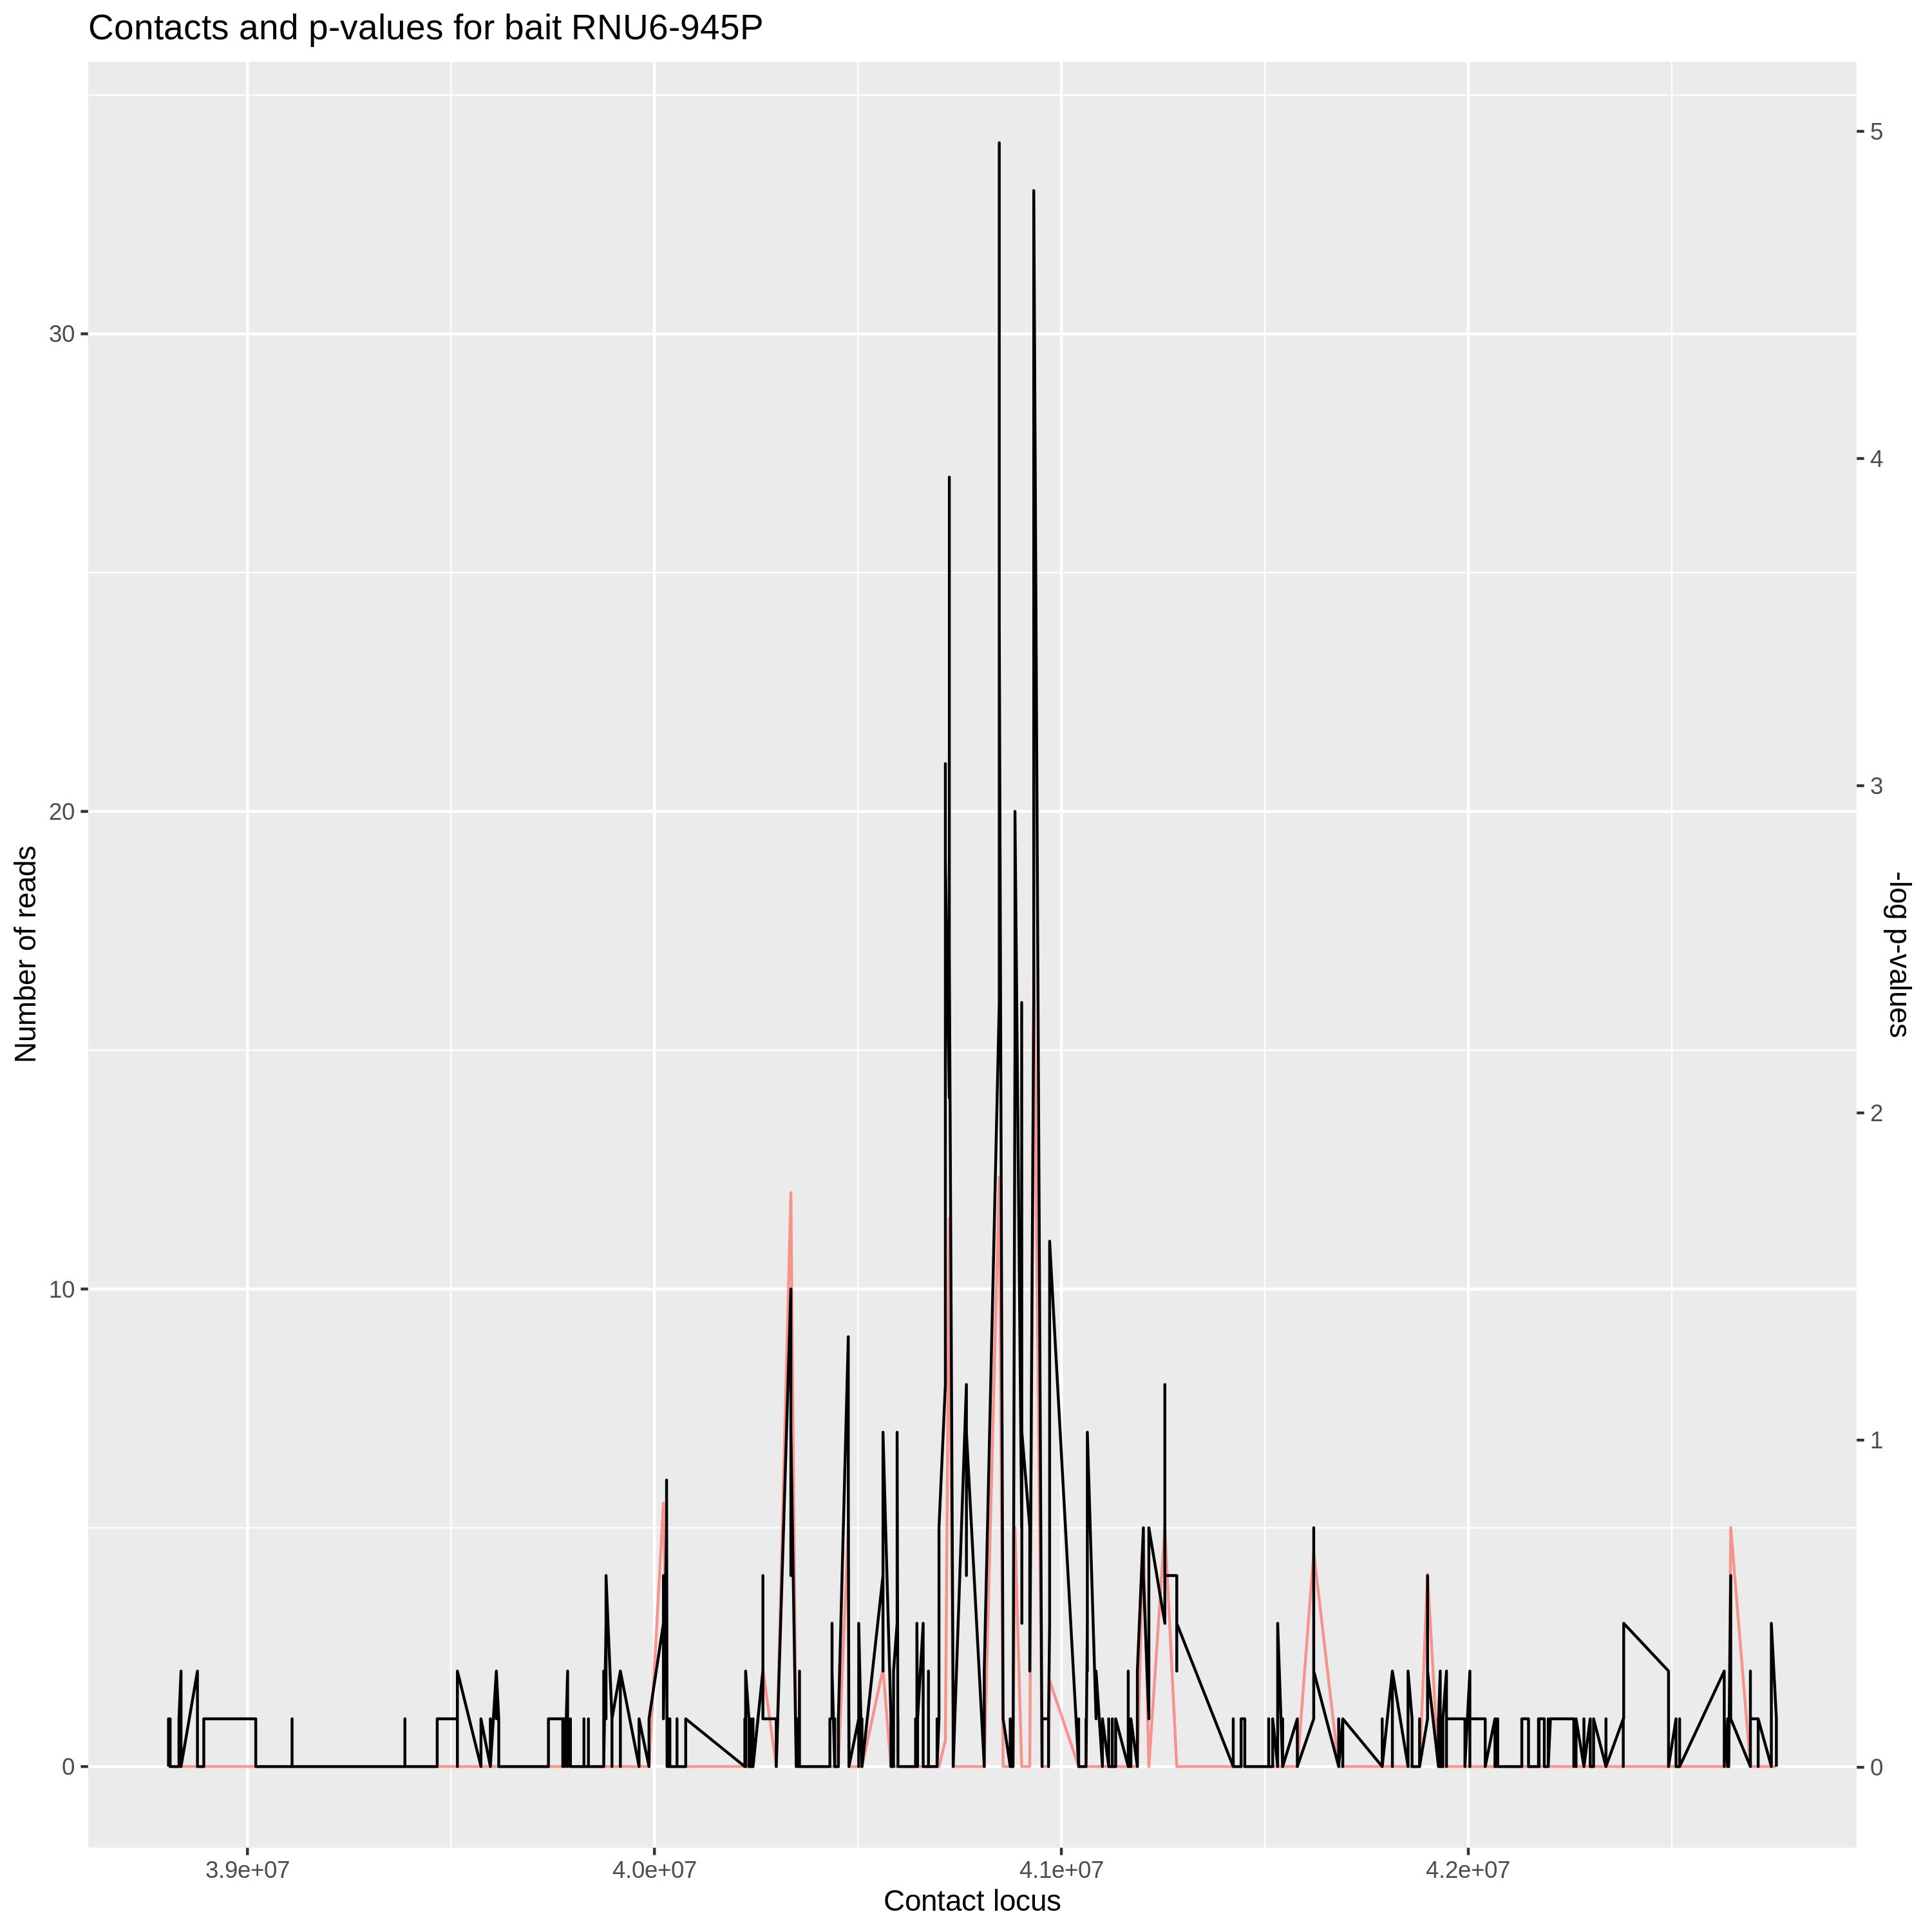 Contacts and p-values for bait RNU6-945P
Number of reads
30
20
10
0
5
4
3
2
1
0
-log p-values
3.9e+07
4.0e+07
4.1e+07
4.2e+07
Contact locus